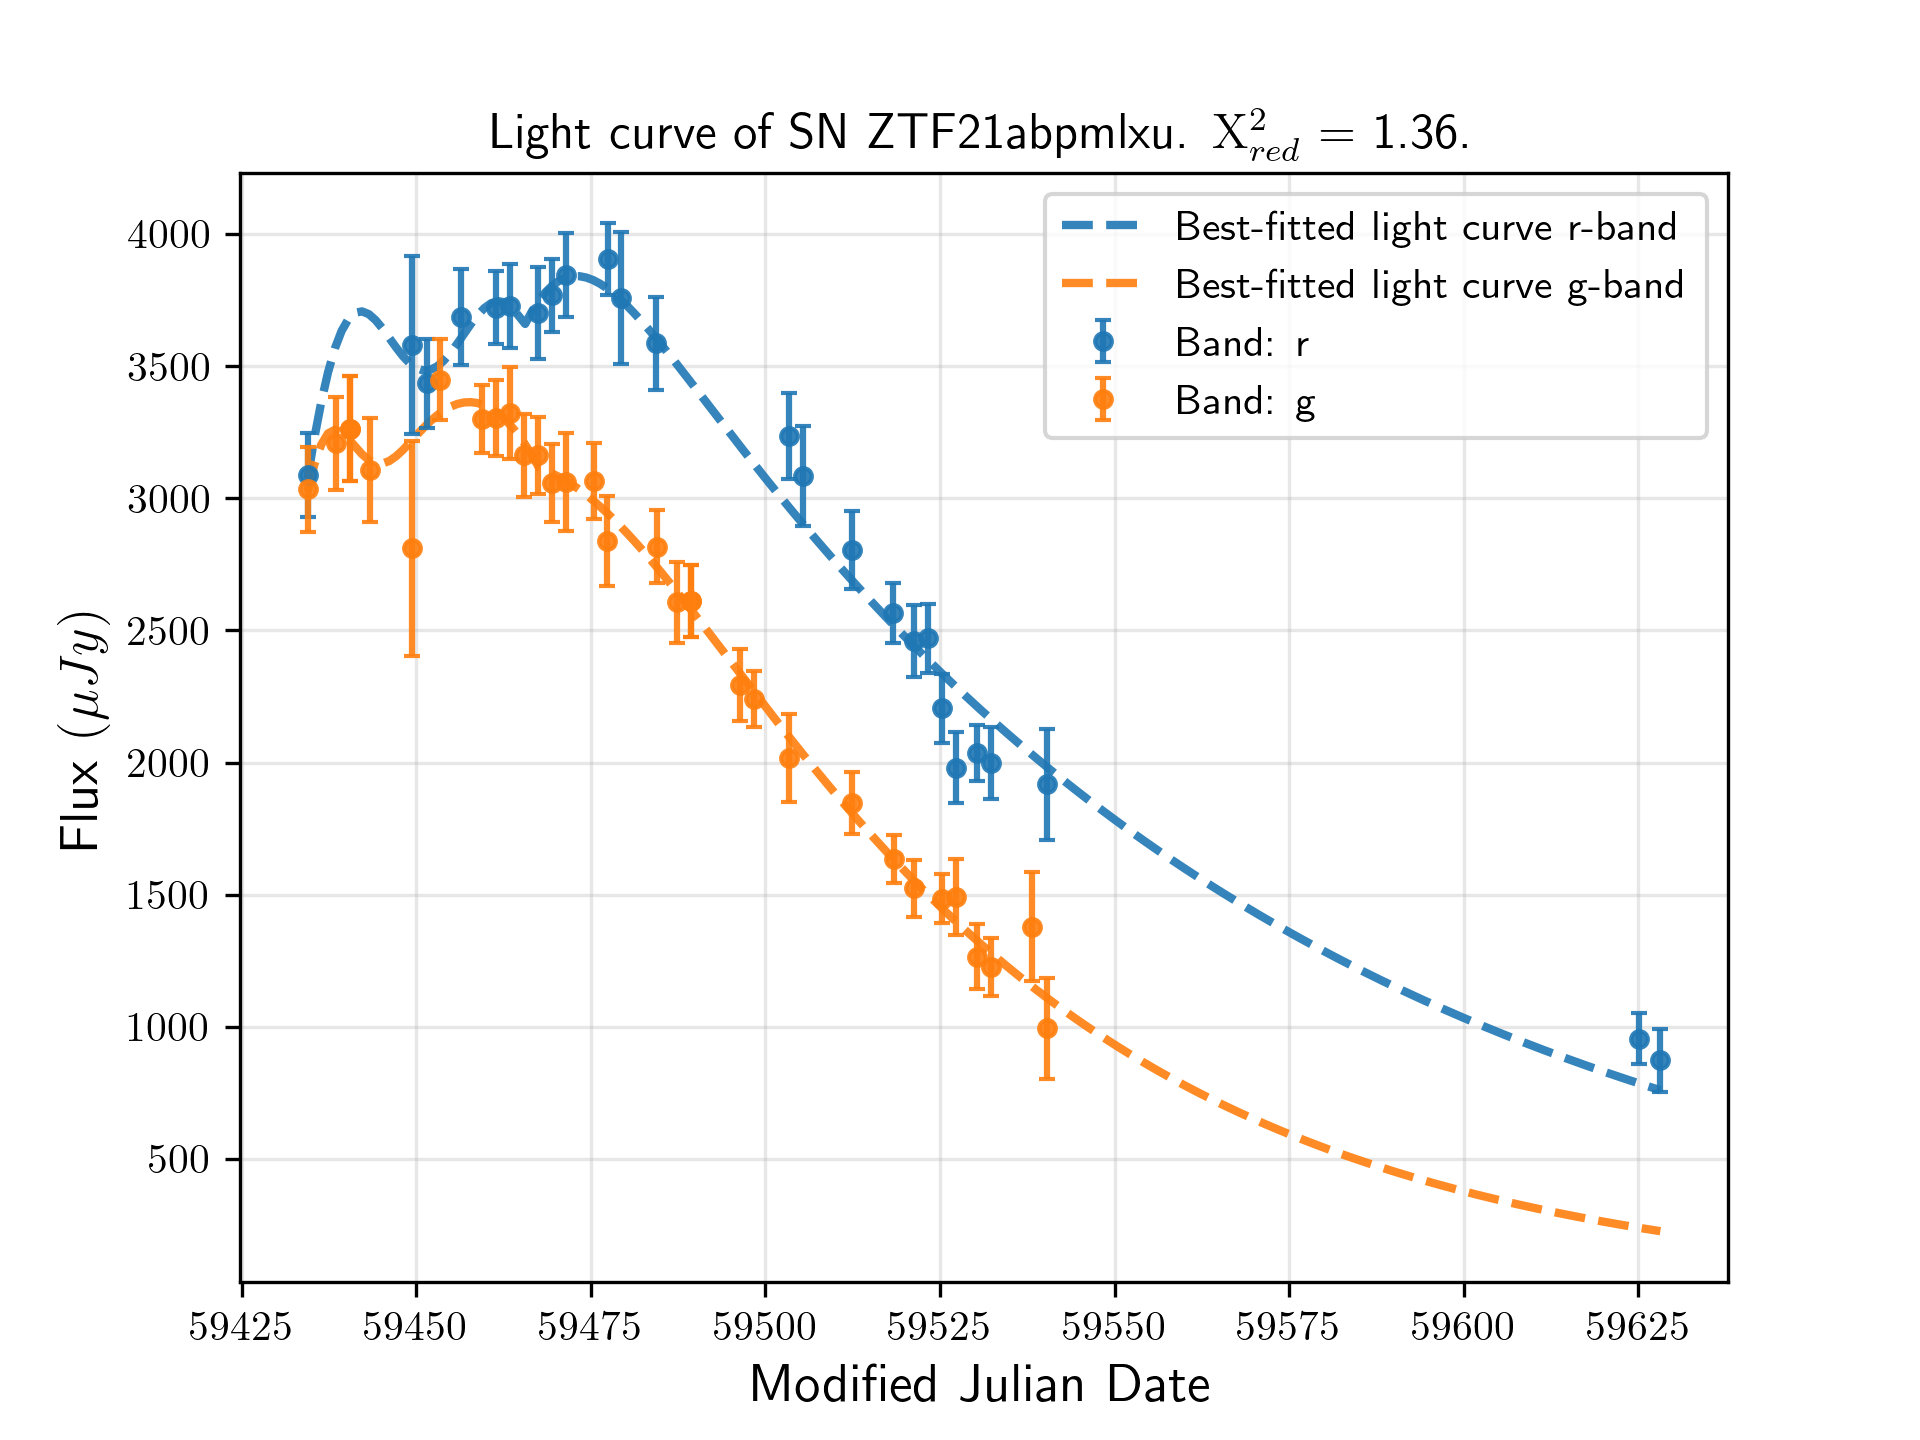 Light curve of SN ZTF21abpmlxu. X²_red = 1.36.
Best-fitted light curve r-band
Best-fitted light curve g-band
Band: r
Band: g
4000
3500
3000
2500
2000
1500
1000
500
Flux (μJy)
59425 59450 59475 59500 59525 59550 59575 59600 59625
Modified Julian Date